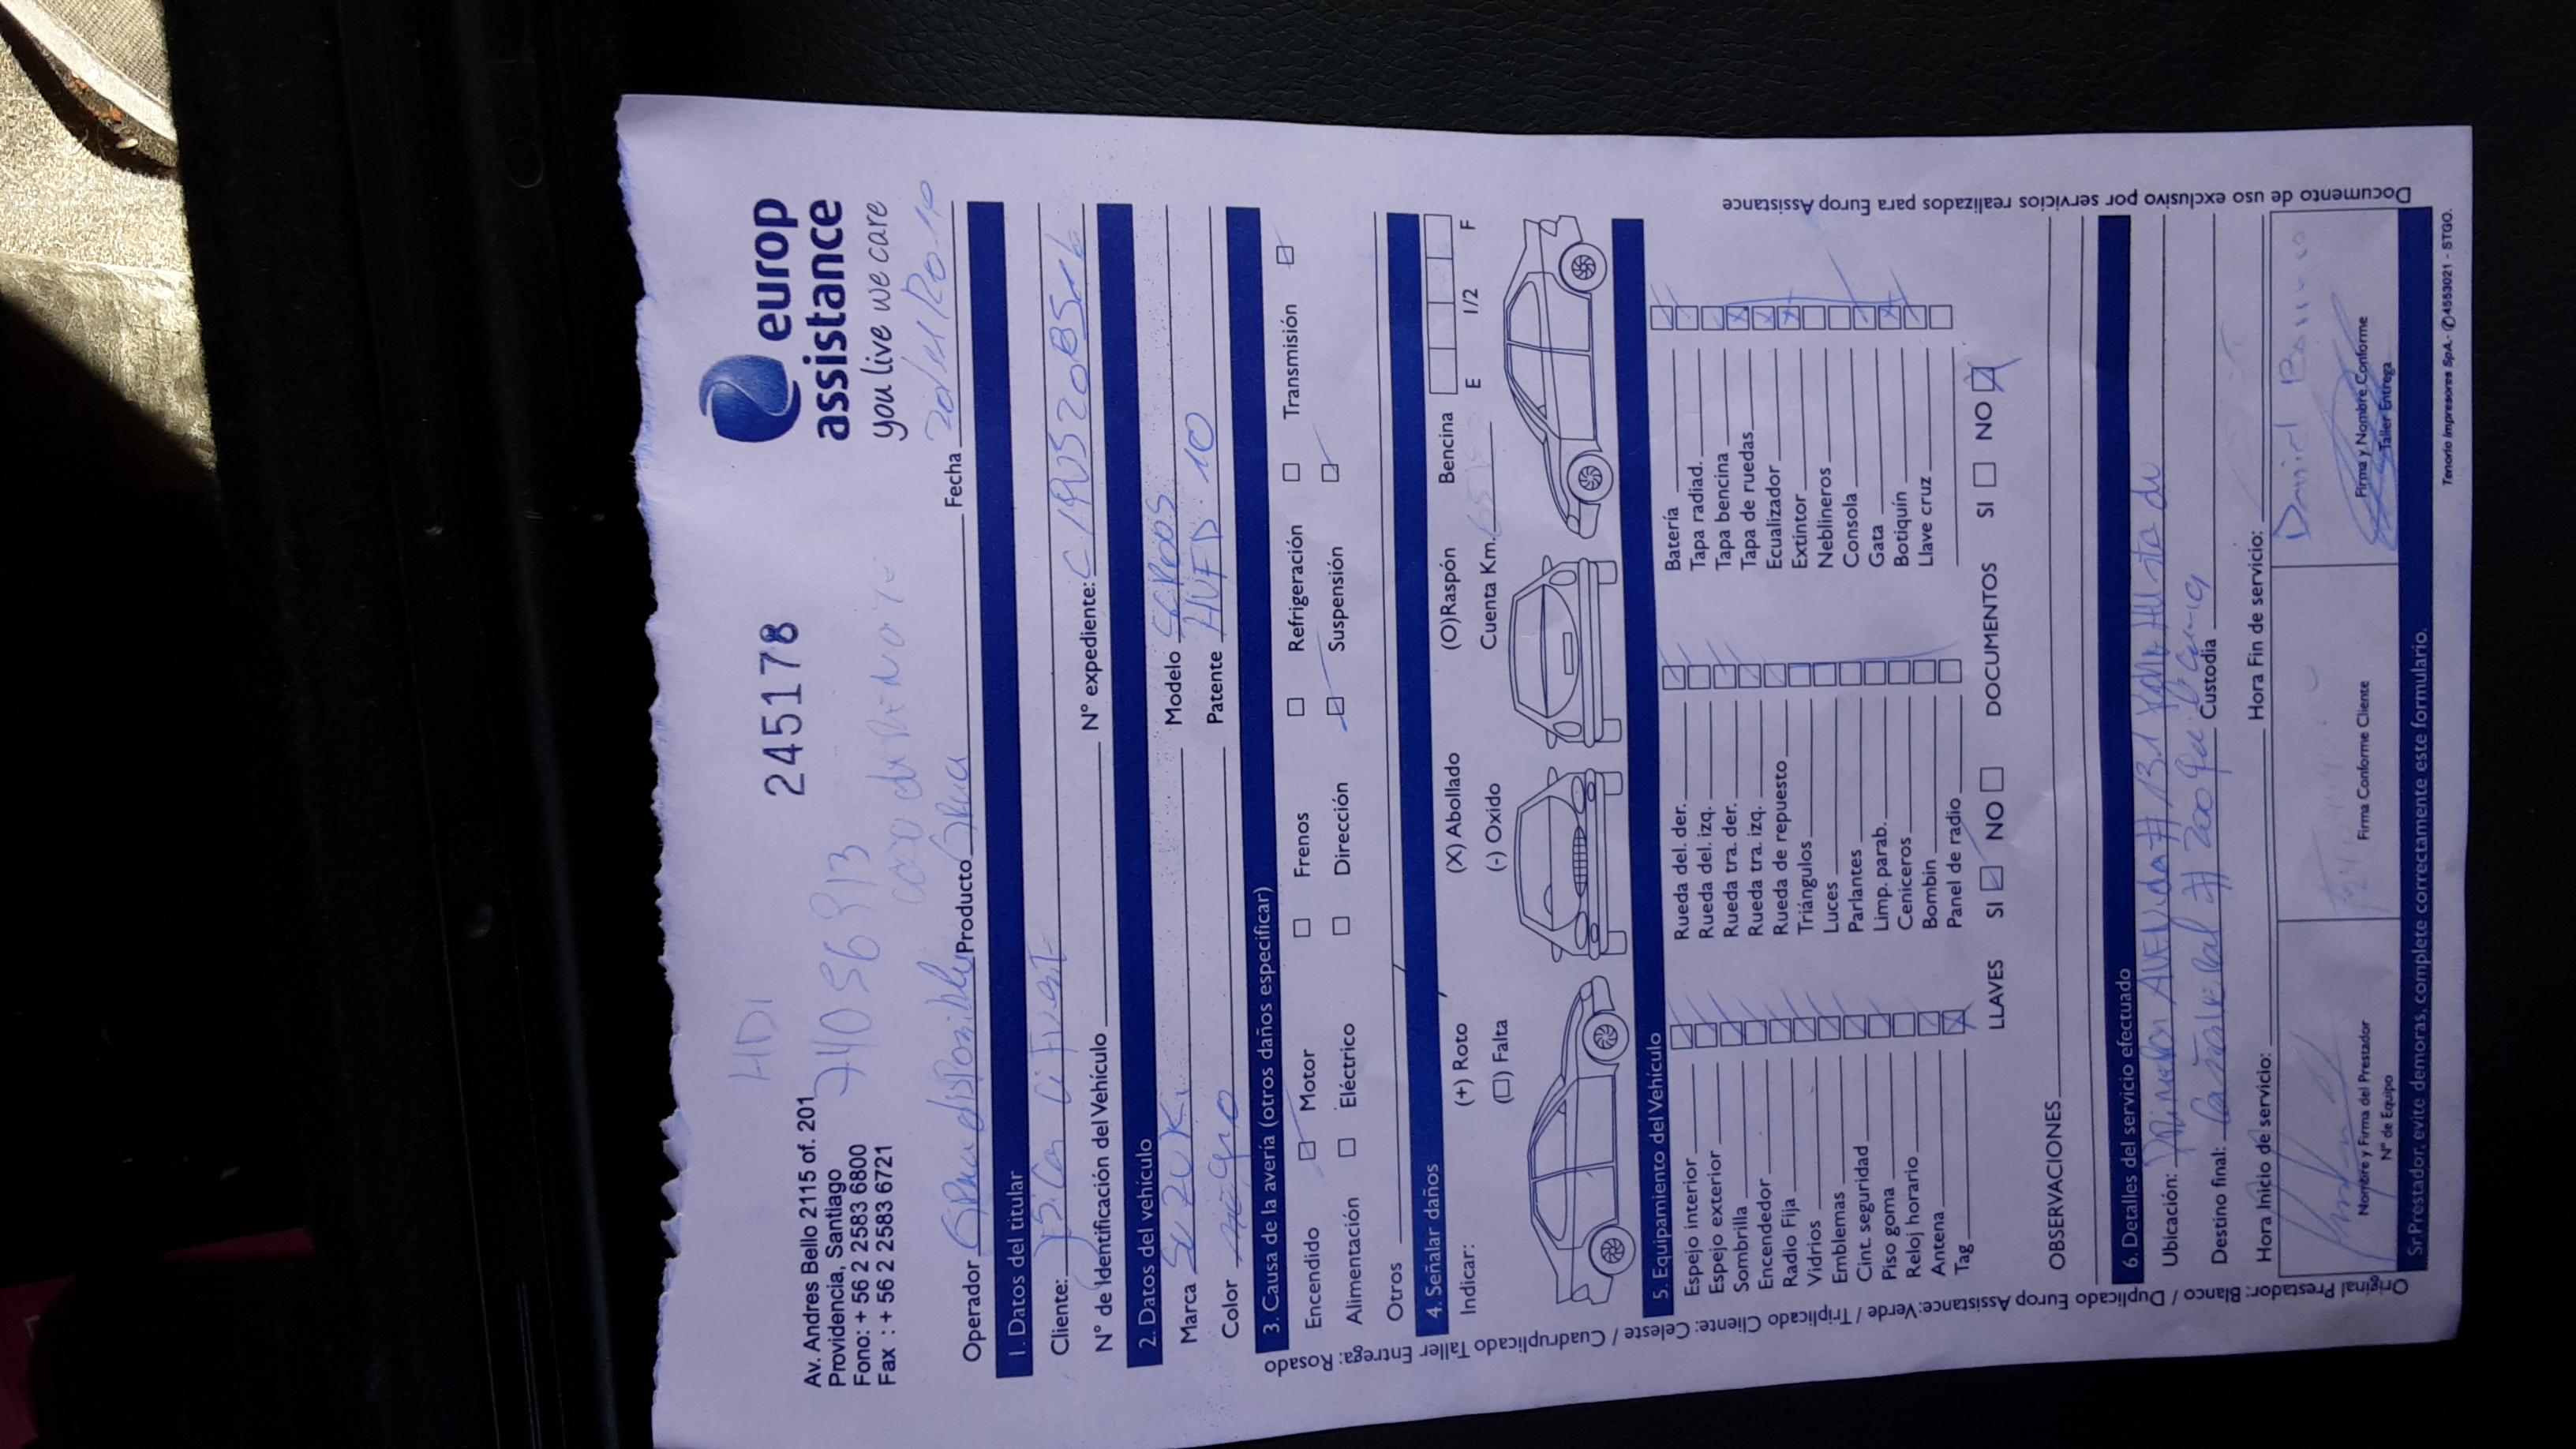 europ
assistance
you live we care
Av. Andres Bello 2115 of. 201
Providencia, Santiago
Fono: + 56 2 2583 6800
Fax : + 56 2 2583 6721
HDI
245178
Operador Producto Grua Fecha
1. Datos del titular
Cliente:
N° de Identificación del Vehículo N° expediente:
2. Datos del vehículo
Marca Suzuki Modelo
Color negro Patente
3. Causa de la avería (otros daños especificar)
Encendido Motor Frenos Refrigeración Transmisión
Alimentación Eléctrico Dirección Suspensión
Otros
4. Señalar daños
Indicar: (+) Roto (X) Abollado (O)Raspón Bencina E 1/2 F
(□) Falta (-) Oxido Cuenta Km.
5. Equipamiento del Vehículo
Espejo interior Rueda del. der. Batería
Espejo exterior Rueda del. izq. Tapa radiad.
Sombrilla Rueda tra. der. Tapa bencina
Encendedor Rueda tra. izq. Tapa de ruedas
Radio Fija Rueda de repuesto Ecualizador
Vidrios Triángulos Extintor
Emblemas Luces Neblineros
Cint. seguridad Parlantes Consola
Piso goma Limp. parab. Gata
Reloj horario Ceniceros Botiquín
Antena Bombin Llave cruz
Tag Panel de radio
LLAVES SI NO DOCUMENTOS SI NO
OBSERVACIONES
6. Detalles del servicio efectuado
Ubicación:
Destino final: Custodia
Hora Inicio de servicio: Hora Fin de servicio:
Daniel
Nombre y Firma del Prestador Firma Conforme Cliente Firma y Nombre Conforme
N° de Equipo Taller Entrega
Sr. Prestador, evite demoras, complete correctamente este formulario.
Tenorio Impresores SpA. - ✆4553021 - STGO.
Original Prestador: Blanco / Duplicado Europ Assistance: Verde / Triplicado Cliente: Celeste / Cuadruplicado Taller Entrega: Rosado
Documento de uso exclusivo por servicios realizados para Europ Assistance